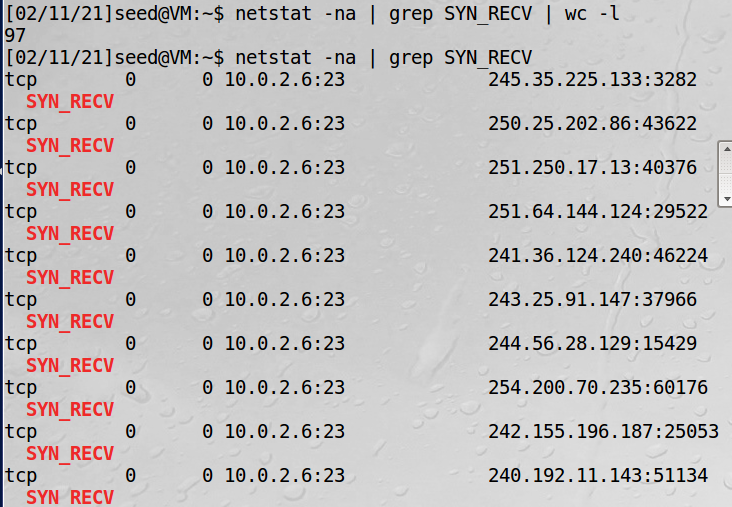 [02/11/21]seed@VM:~$ netstat -na | grep SYN_RECV | wc -l
97
[02/11/21]seed@VM:~$ netstat -na | grep SYN_RECV
tcp        0      0 10.0.2.6:23             245.35.225.133:3282
  SYN_RECV
tcp        0      0 10.0.2.6:23             250.25.202.86:43622
  SYN_RECV
tcp        0      0 10.0.2.6:23             251.250.17.13:40376
  SYN_RECV
tcp        0      0 10.0.2.6:23             251.64.144.124:29522
  SYN_RECV
tcp        0      0 10.0.2.6:23             241.36.124.240:46224
  SYN_RECV
tcp        0      0 10.0.2.6:23             243.25.91.147:37966
  SYN_RECV
tcp        0      0 10.0.2.6:23             244.56.28.129:15429
  SYN_RECV
tcp        0      0 10.0.2.6:23             254.200.70.235:60176
  SYN_RECV
tcp        0      0 10.0.2.6:23             242.155.196.187:25053
  SYN_RECV
tcp        0      0 10.0.2.6:23             240.192.11.143:51134
  SYN_RECV